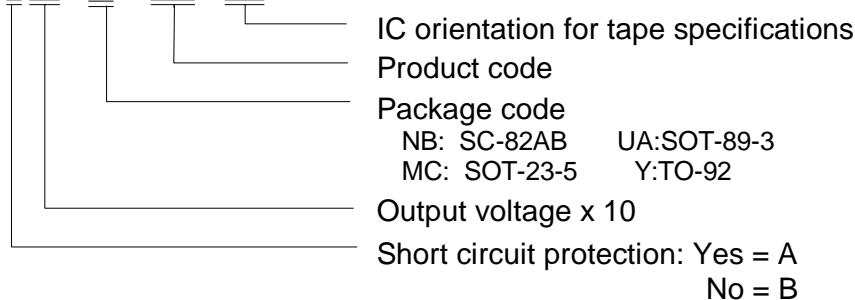 IC orientation for tape specifications
Product code
Package code
NB: SC-82AB UA:SOT-89-3
MC: SOT-23-5 Y:TO-92
Output voltage x 10
Short circuit protection: Yes = A
No = B